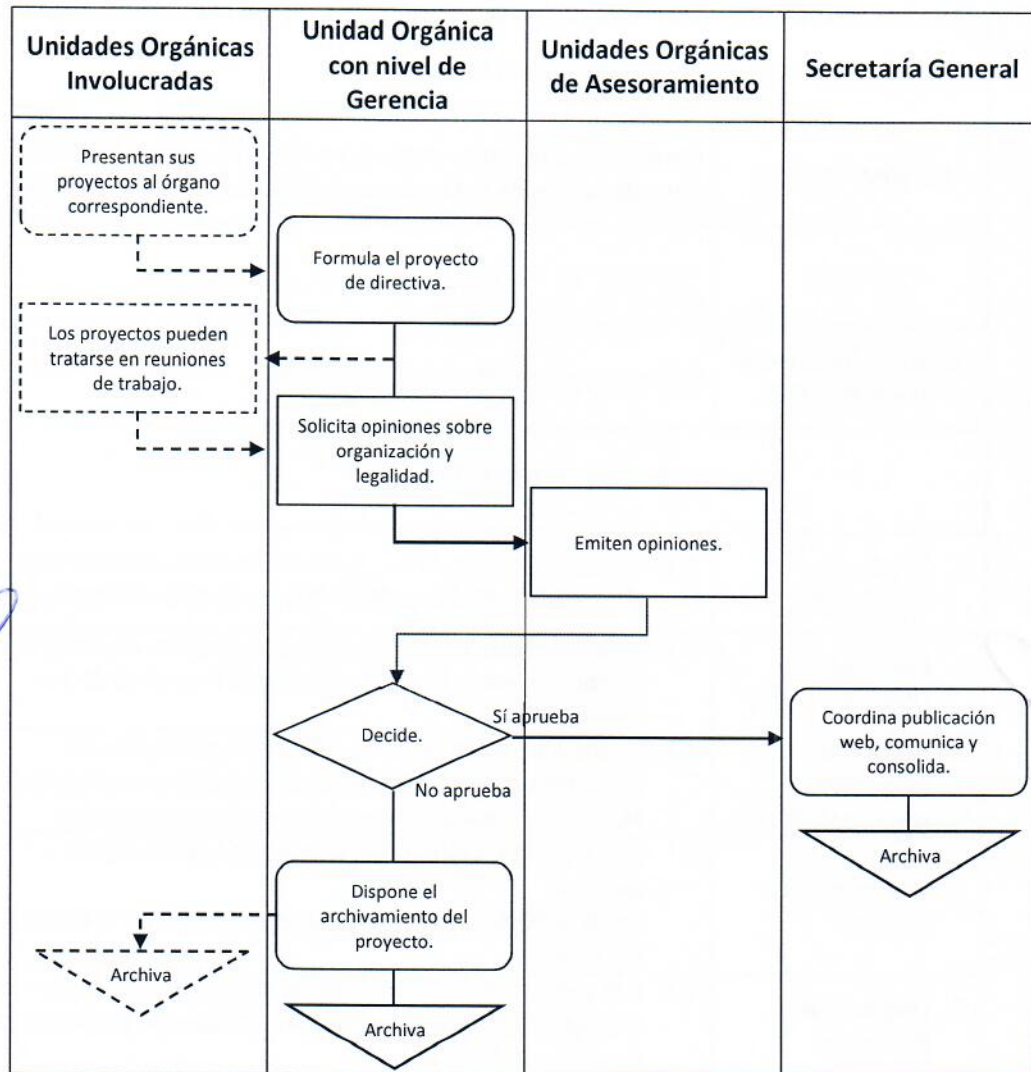 Unidades Orgánicas
Involucradas
Unidad Orgánica
con nivel de
Gerencia
Unidades Orgánicas
de Asesoramiento
Secretaría General
Presentan sus
proyectos al órgano
correspondiente.
Formula el proyecto
de directiva.
Los proyectos pueden
tratarse en reuniones
de trabajo.
Solicita opiniones sobre
organización y
legalidad.
Emiten opiniones.
Decide.
Sí aprueba
No aprueba
Coordina publicación
web, comunica y
consolida.
Archiva
Dispone el
archivamiento del
proyecto.
Archiva
Archiva